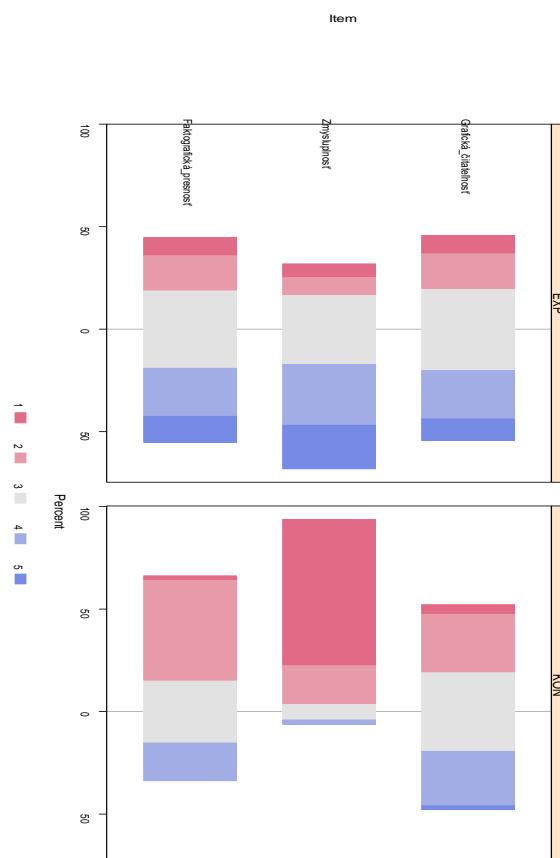 Item
EXP
100
50
0
50
Faktografická_presnosť
Zmysluplnosť
Grafická_čitateľnosť
KON
100
50
0
50
Percent
1
2
3
4
5